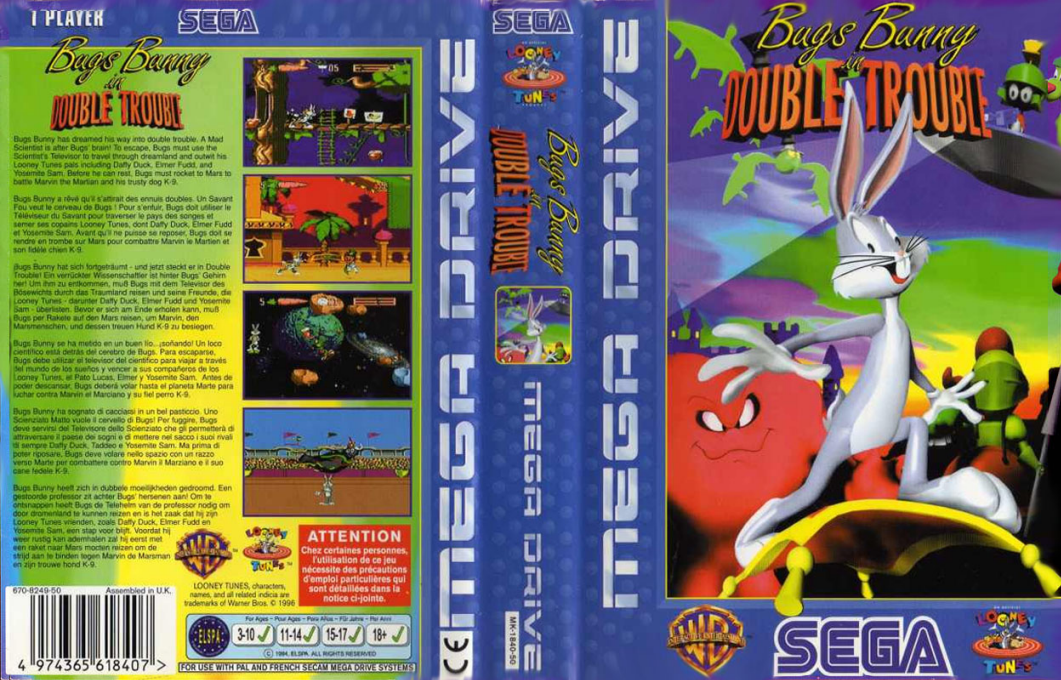 1 PLAYER
SEGA
Bugs Bunny
in
DOUBLE TROUBLE
Bugs Bunny has dreamed his way into double trouble. A Mad
Scientist is after Bugs' brain! To escape, Bugs must use the
Scientist's Televisor to travel through dreamland and outwit his
Looney Tunes pals including Daffy Duck, Elmer Fudd, and
Yosemite Sam. Before he can rest, Bugs must rocket to Mars to
battle Marvin the Martian and his trusty dog K-9.
Bugs Bunny a rêvé qu'il s'attirait des ennuis doubles. Un Savant
Fou veut le cerveau de Bugs ! Pour s'enfuir, Bugs doit utiliser le
Téléviseur du Savant pour traverser le pays des songes et
semer ses copains Looney Tunes, dont Daffy Duck, Elmer Fudd
et Yosemite Sam. Avant qu'il ne puisse se reposer, Bugs doit se
rendre en trombe sur Mars pour combattre Marvin le Martien et
son fidèle chien K-9.
Bugs Bunny hat sich fortgeträumt - und jetzt steckt er in Double
Trouble! Ein verrückter Wissenschaftler ist hinter Bugs' Gehirn
her! Um ihm zu entkommen, muß Bugs mit dem Televisor des
Bösewichts durch das Traumland reisen und seine Freunde, die
Looney Tunes - darunter Daffy Duck, Elmer Fudd und Yosemite
Sam - überlisten. Bevor er sich am Ende erholen kann, muß
Bugs per Rakete auf den Mars reisen, um Marvin, den
Marsmenschen, und dessen treuen Hund K-9 zu besiegen.
Bugs Bunny se ha metido en un buen lío...¡soñando! Un loco
científico está detrás del cerebro de Bugs. Para escaparse,
Bugs debe utilizar el televisor del científico para viajar a través
del mundo de los sueños y vencer a sus compañeros de los
Looney Tunes, el Pato Lucas, Elmer y Yosemite Sam. Antes de
poder descansar, Bugs deberá volar hasta el planeta Marte para
luchar contra Marvin el Marciano y su fiel perro K-9.
Bugs Bunny ha sognato di cacciarsi in un bel pasticcio. Uno
Scienziato Matto vuole il cervello di Bugs! Per fuggire, Bugs
deve servirsi del Televisore dello Scienziato che gli permetterà di
attraversare il paese dei sogni e di mettere nel sacco i suoi rivali
di sempre Daffy Duck, Taddeo e Yosemite Sam. Ma prima di
poter riposare, Bugs deve volare nello spazio con un razzo
verso Marte per combattere contro Marvin il Marziano e il suo
cane fedele K-9.
Bugs Bunny heeft zich in dubbele moeilijkheden gedroomd. Een
gestoorde professor zit achter Bugs' hersenen aan! Om te
ontsnappen heeft Bugs de Teleheim van de professor nodig om
door dromenland te kunnen reizen en is het zaak dat hij zijn
Looney Tunes vrienden, zoals Daffy Duck, Elmer Fudd en
Yosemite Sam, een stap voor blijft. Voordat hij
weer rustig kan ademhalen zal hij eerst met
een raket naar Mars moeten reizen om de
strijd aan te binden tegen Marvin de Marsman
en zijn trouwe hond K-9.
LOONEY
TUNES
LOONEY TUNES, characters,
names, and all related indicia are
trademarks of Warner Bros. © 1996
ATTENTION
Chez certaines personnes,
l'utilisation de ce jeu
nécessite des précautions
d'emploi particulières qui
sont détaillées dans la
notice ci-jointe.
670-8249-50 Assembled in U.K.
4 974365 618407 >
ELSPA
For Ages - Pour Ages - Para Años - Für Jahre - Per Anni
3-10 11-14 15-17 18+
© 1994, ELSPA. ALL RIGHTS RESERVED
FOR USE WITH PAL AND FRENCH SECAM MEGA DRIVE SYSTEMS
MEGA DRIVE
CE
SEGA
AN OFFICIAL
LOONEY
TUNES
Bugs Bunny
in
DOUBLE TROUBLE
MEGA DRIVE
MK-1840-50
MEGA DRIVE
Bugs Bunny
in
DOUBLE TROUBLE
SEGA
LOONEY
TUNES